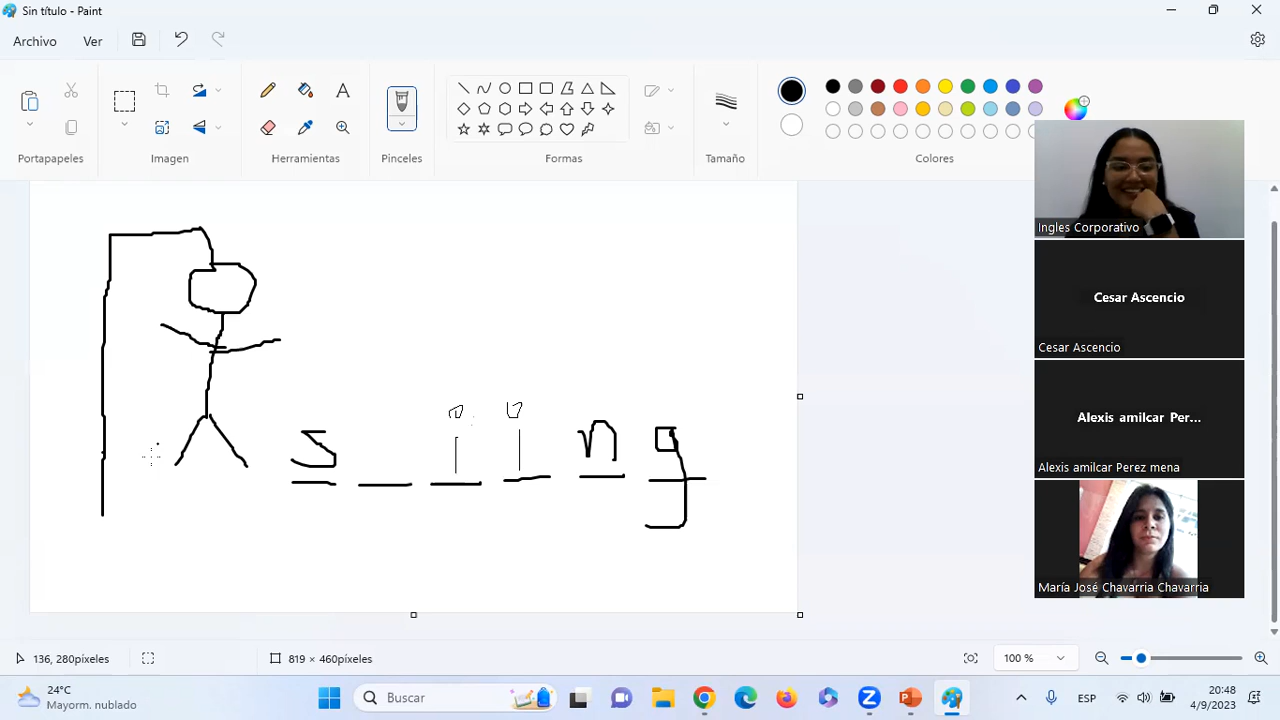 Sin título - Paint
Archivo Ver
Portapapeles Imagen Herramientas Pinceles Formas Tamaño Colores
Ingles Corporativo
Cesar Ascencio
Cesar Ascencio
Alexis amilcar Per...
Alexis amilcar Perez mena
María José Chavarria Chavarria
s _ i i n g
136, 280píxeles 819 × 460píxeles 100 %
24°C
Mayorm. nublado
Buscar
ESP
20:48
4/9/2023